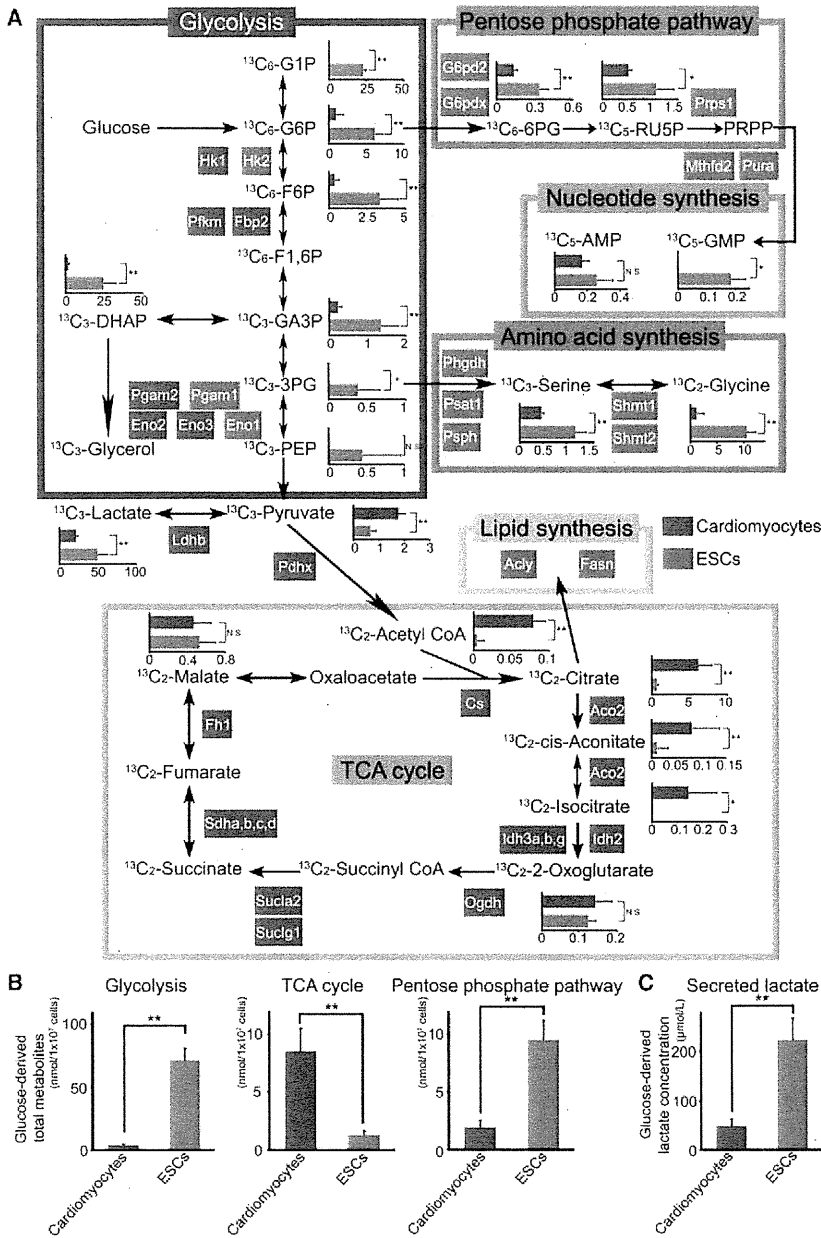 A
Glycolysis
¹³C₆-G1P
**
0 25 50
Glucose
¹³C₆-G6P
**
0 5 10
Hk1 Hk2
¹³C₆-F6P
**
0 5
Pfkm Fbp2
¹³C₆-F1,6P
**
0 25 50
¹³C₃-DHAP
¹³C₃-GA3P
**
0 1 2
¹³C₃-3PG
*
0 0.5 1
Pgam2 Pgam1
Eno2 Eno3 Eno1
¹³C₃-Glycerol
¹³C₃-PEP
N.S
0 0.5 1
Pentose phosphate pathway
G6pd2
G6pdx
**
0 0.3 0.6
*
0 0.5 1 1.5
Prps1
¹³C₆-6PG
¹³C₅-RU5P
PRPP
Mthfd2 Pura
Nucleotide synthesis
¹³C₅-AMP
¹³C₅-GMP
N S
*
0 0.2 0.4
0 0.1 0.2
Amino acid synthesis
Phgdh
Psat1
Psph
¹³C₃-Serine
¹³C₂-Glycine
**
0 0.5 1 1.5
Shmt1
Shmt2
**
0 5 10 15
¹³C₃-Lactate
**
0 50 100
Ldhb
¹³C₃-Pyruvate
**
0 1 2 3
Pdhx
Lipid synthesis
Acly Fasn
Cardiomyocytes
ESCs
TCA cycle
N S
0 0.4 0.8
¹³C₂-Acetyl CoA
**
0 0.05 0.1
¹³C₂-Malate
Oxaloacetate
¹³C₂-Citrate
**
0 5 10
Cs
Fh1
Aco2
¹³C₂-cis-Aconitate
**
0 0.05 0.1 0.15
¹³C₂-Fumarate
Aco2
¹³C₂-Isocitrate
*
0 0.1 0.2 0.3
Sdha,b,c,d
Idh3a,b,g Idh2
¹³C₂-Succinate
¹³C₂-Succinyl CoA
¹³C₂-2-Oxoglutarate
Sucla2
Suclg1
Ogdh
N S
0 0.1 0.2
B
Glycolysis
Glucose-derived
total metabolites
(nmol/1x10⁷ cells)
**
100
50
0
Cardiomyocytes
ESCs
TCA cycle
(nmol/1x10⁷ cells)
**
10
5
0
Cardiomyocytes
ESCs
Pentose phosphate pathway
(nmol/1x10⁷ cells)
**
10
5
0
Cardiomyocytes
ESCs
C
Secreted lactate
Glucose-derived
lactate concentration
(μmol/L)
**
200
100
0
Cardiomyocytes
ESCs